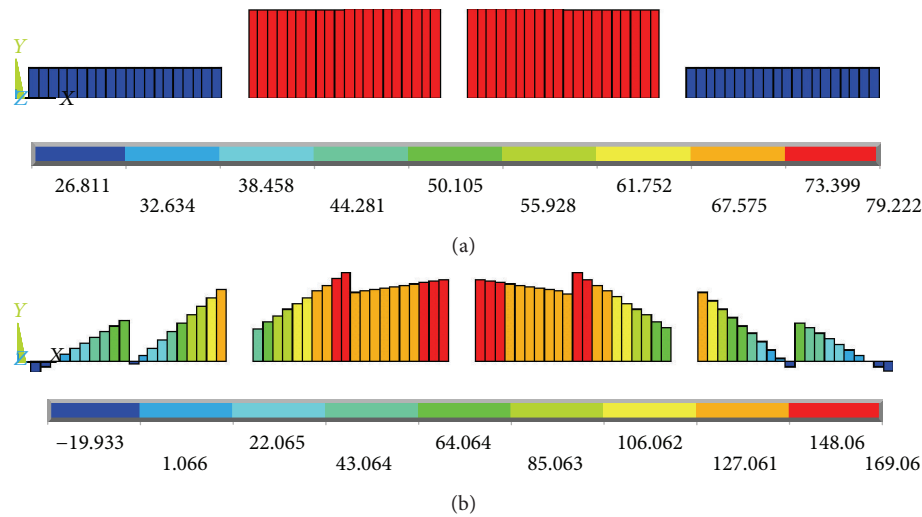 Y
Z X
26.811 38.458 50.105 61.752 73.399
32.634 44.281 55.928 67.575 79.222
(a)
Y
Z X
−19.933 22.065 64.064 106.062 148.06
1.066 43.064 85.063 127.061 169.06
(b)